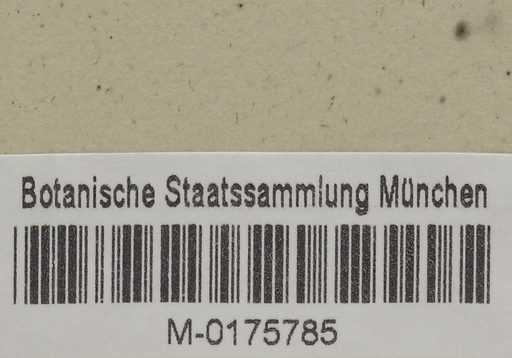 Botanische Staatssammlung München
M-0175785